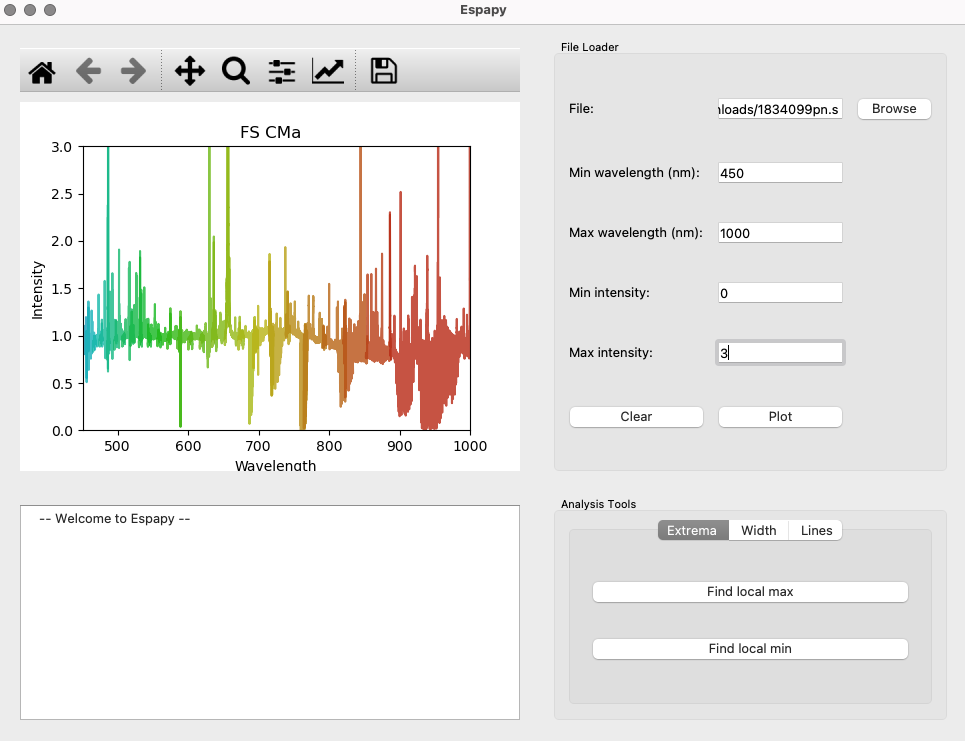 Espapy
FS CMa
3.0
2.5
2.0
1.5
1.0
0.5
0.0
Intensity
500 600 700 800 900 1000
Wavelength
-- Welcome to Espapy --
File Loader
File: nloads/1834099pn.s Browse
Min wavelength (nm): 450
Max wavelength (nm): 1000
Min intensity: 0
Max intensity: 3
Clear Plot
Analysis Tools
Extrema Width Lines
Find local max
Find local min